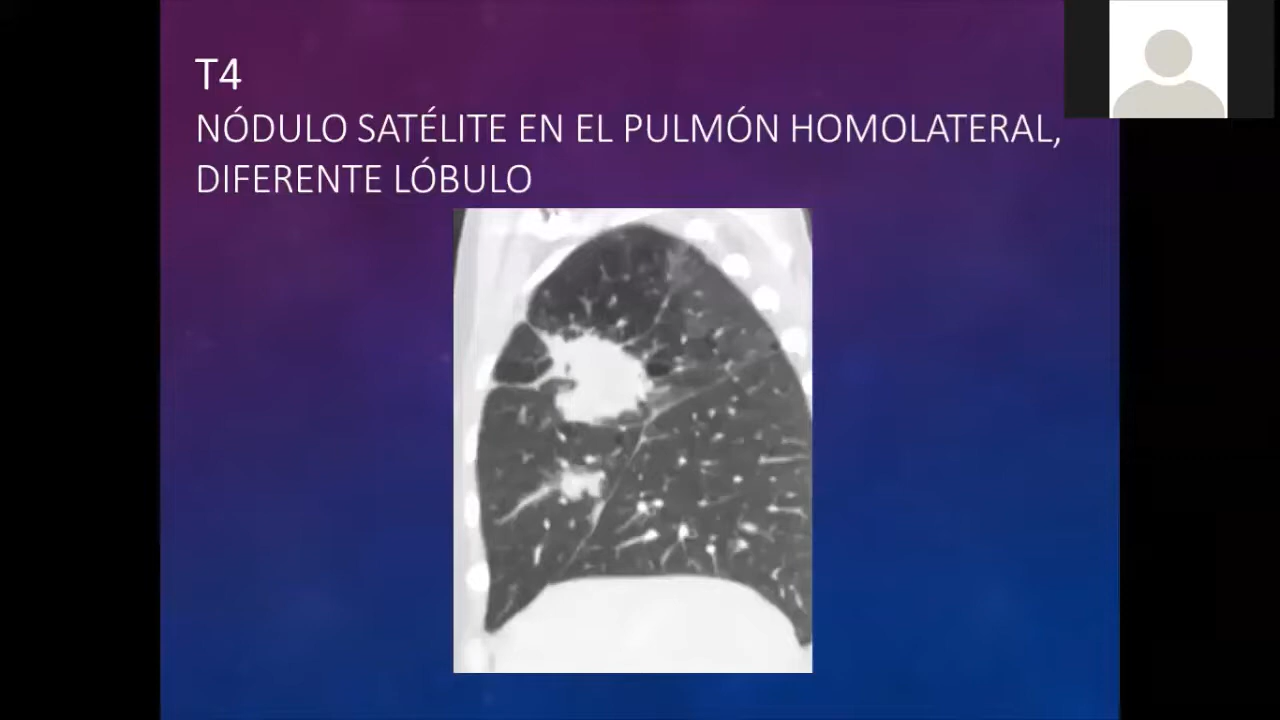 T4
NÓDULO SATÉLITE EN EL PULMÓN HOMOLATERAL,
DIFERENTE LÓBULO